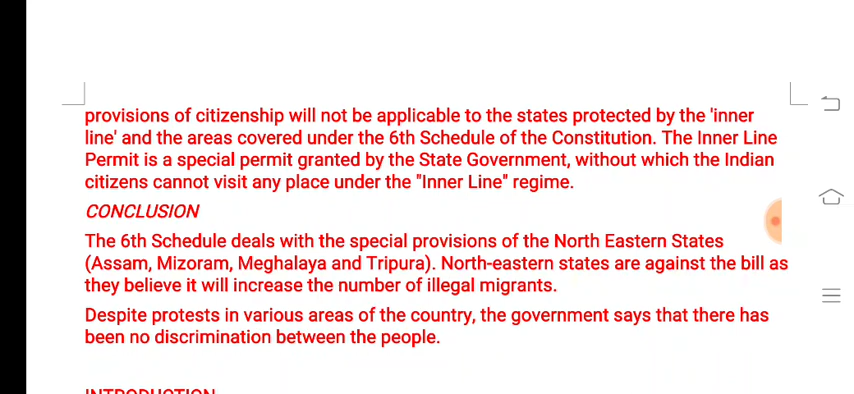 provisions of citizenship will not be applicable to the states protected by the 'inner
line' and the areas covered under the 6th Schedule of the Constitution. The Inner Line
Permit is a special permit granted by the State Government, without which the Indian
citizens cannot visit any place under the "Inner Line" regime.
CONCLUSION
The 6th Schedule deals with the special provisions of the North Eastern States
(Assam, Mizoram, Meghalaya and Tripura). North-eastern states are against the bill as
they believe it will increase the number of illegal migrants.
Despite protests in various areas of the country, the government says that there has
been no discrimination between the people.
INTRODUCTION